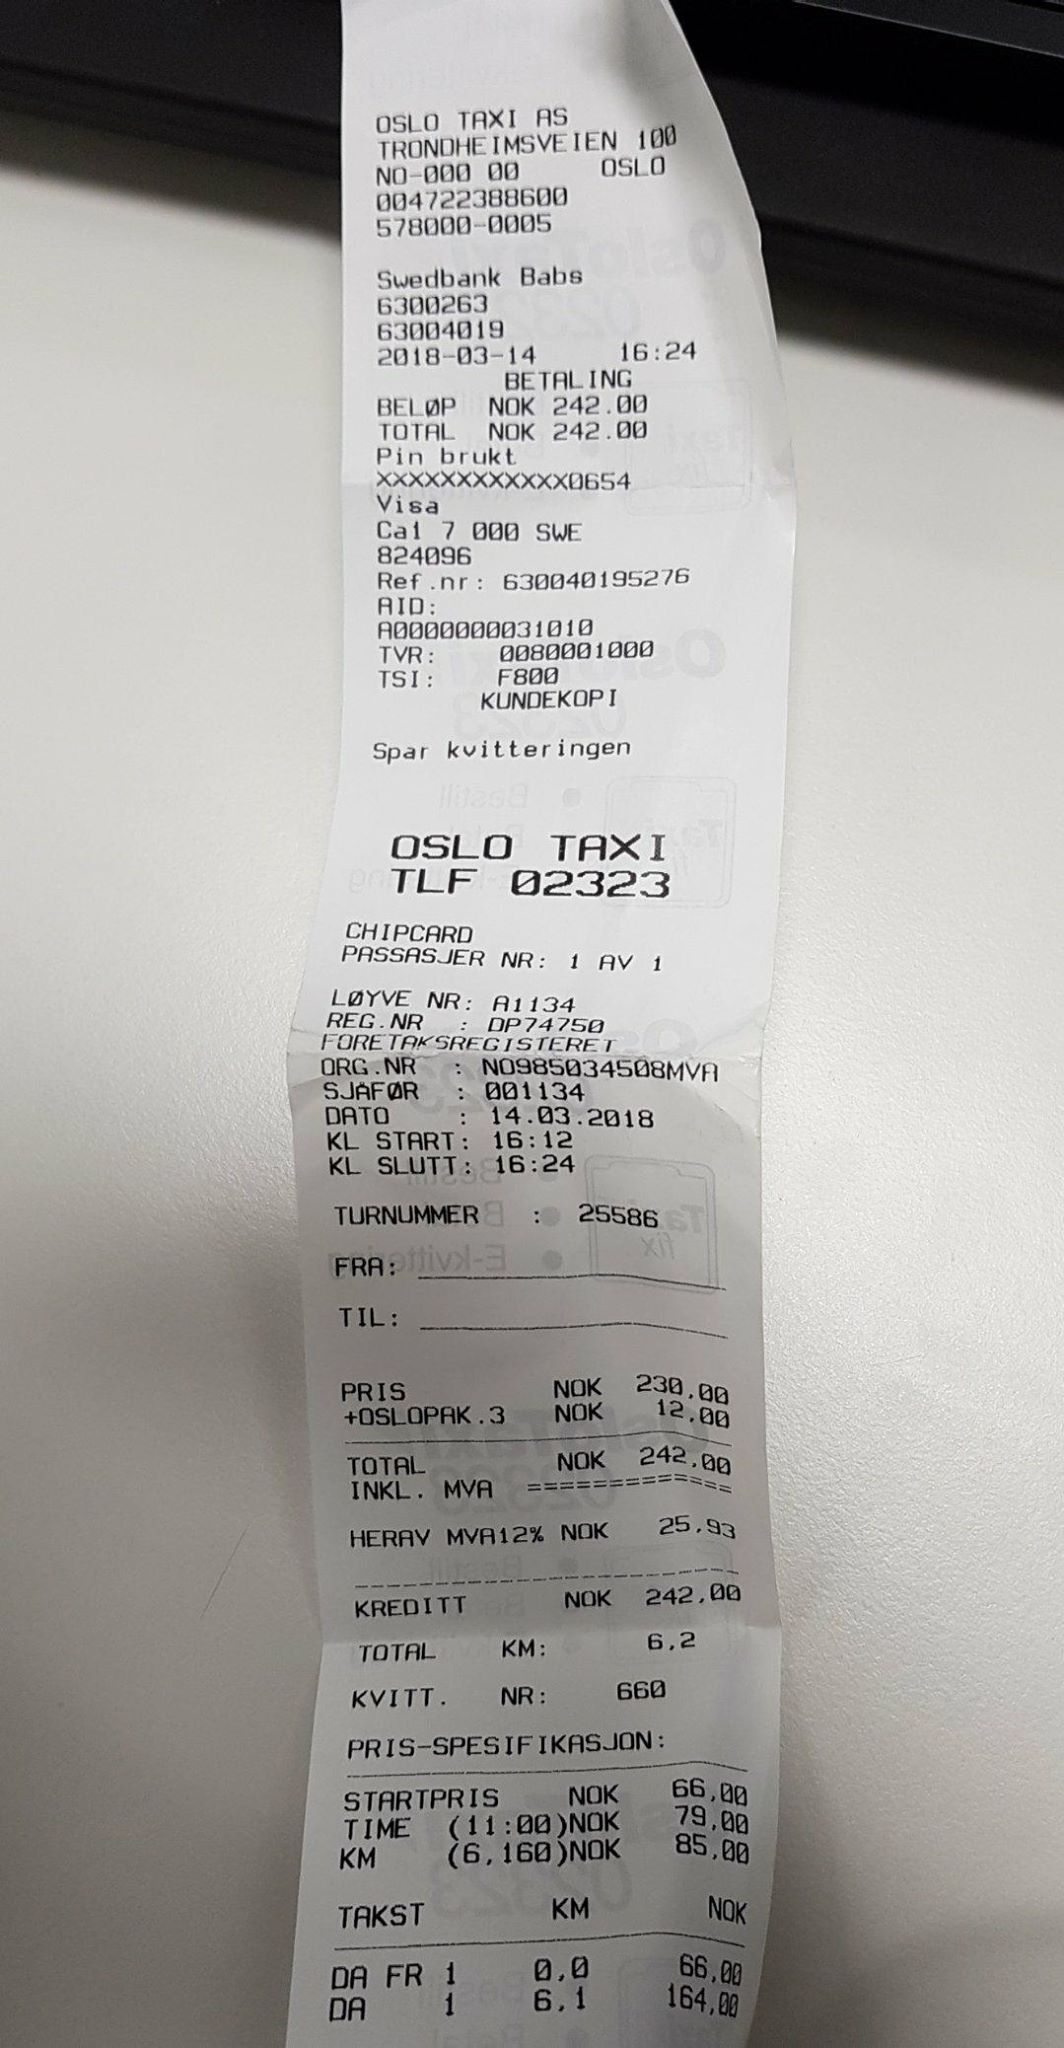 OSLO TAXI AS
TRONDHEIMSVEIEN 100
NO-000 00 OSLO
004722388600
578000-0005
Swedbank Babs
6300263
63004019
2018-03-14 16:24
BETALING
BELØP NOK 242.00
TOTAL NOK 242.00
Pin brukt
XXXXXXXXXXXX0654
Visa
Ca1 7 000 SWE
824096
Ref.nr: 630040195276
AID:
A0000000031010
TVR: 0080001000
TSI: F800
KUNDEKOPI
Spar kvitteringen
OSLO TAXI
TLF 02323
CHIPCARD
PASSASJER NR: 1 AV 1
LØYVE NR: A1134
REG.NR : DP74750
FORETAKSREGISTERET
ORG.NR : NO985034508MVA
SJÅFØR : 001134
DATO : 14.03.2018
KL START: 16:12
KL SLUTT: 16:24
TURNUMMER : 25586
FRA:
TIL:
PRIS NOK 230,00
+OSLOPAK.3 NOK 12,00
TOTAL NOK 242,00
INKL. MVA =============
HERAV MVA12% NOK 25,93
KREDITT NOK 242,00
TOTAL KM: 6,2
KVITT. NR: 660
PRIS-SPESIFIKASJON:
STARTPRIS NOK 66,00
TIME (11:00)NOK 79,00
KM (6,160)NOK 85,00
TAKST KM NOK
DA FR 1 0,0 66,00
DA 1 6,1 164,00